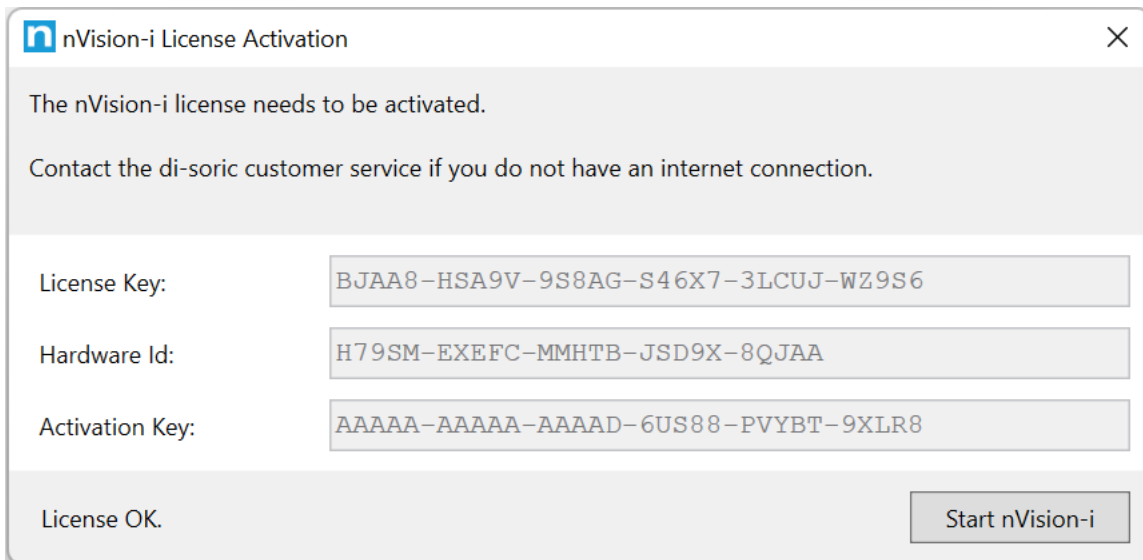 n nVision-i License Activation
The nVision-i license needs to be activated.
Contact the di-soric customer service if you do not have an internet connection.
License Key: BJAA8-HSA9V-9S8AG-S46X7-3LCUJ-WZ9S6
Hardware Id: H79SM-EXEFC-MMHTB-JSD9X-8QJAA
Activation Key: AAAAA-AAAAA-AAAAD-6US88-PVYBT-9XLR8
License OK. Start nVision-i